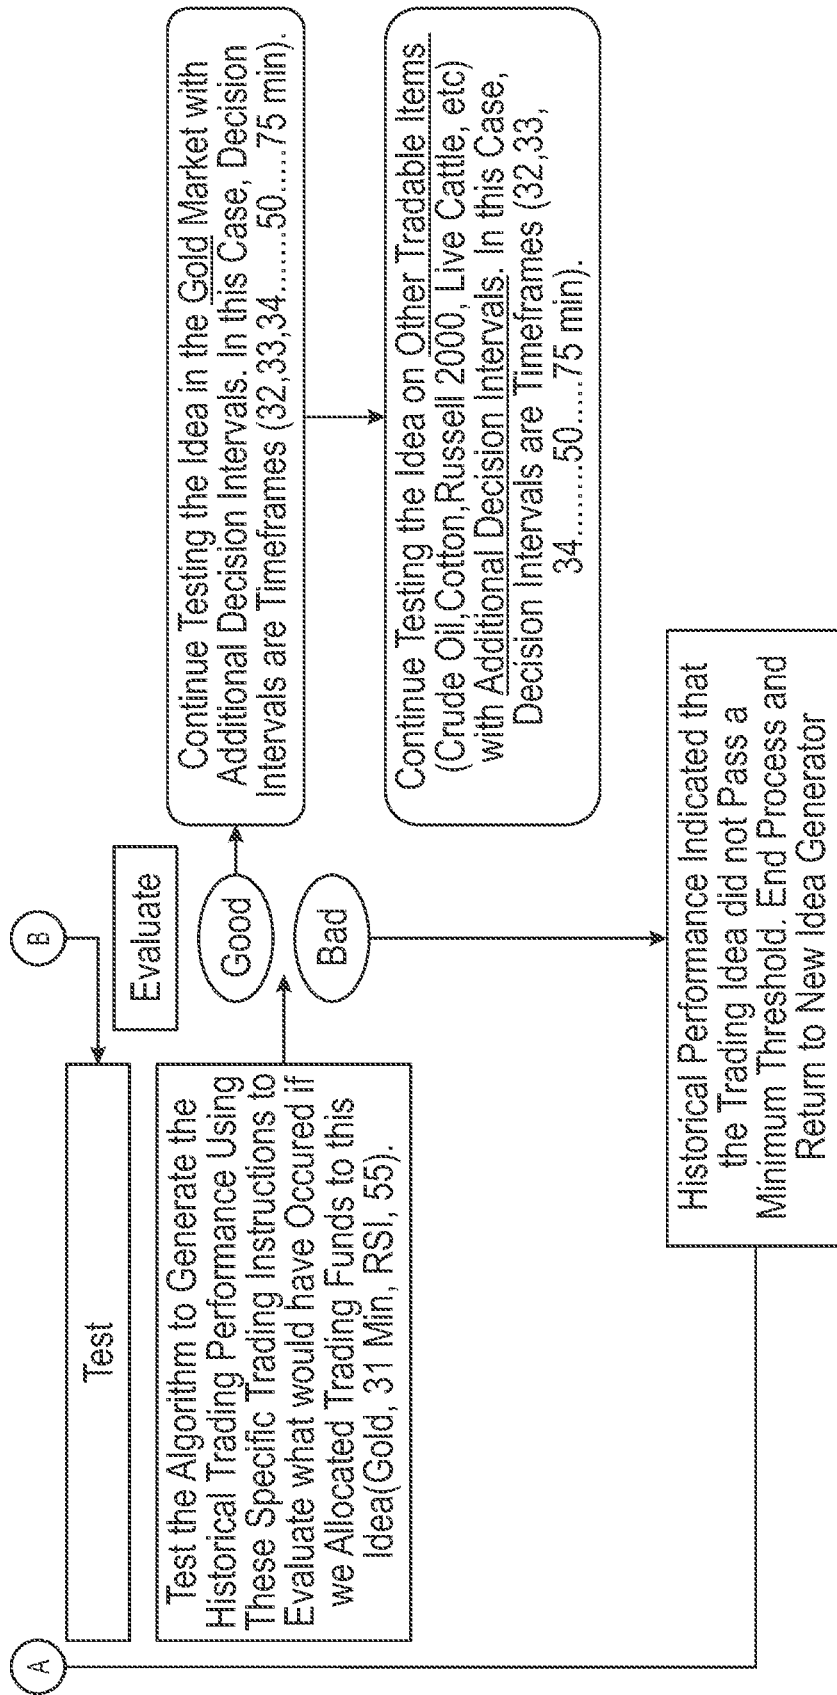 A
B
Test
Evaluate
Test the Algorithm to Generate the
Historical Trading Performance Using
These Specific Trading Instructions to
Evaluate what would have Occured if
we Allocated Trading Funds to this
Idea(Gold, 31 Min, RSI, 55).
Good
Bad
Continue Testing the Idea in the Gold Market with
Additional Decision Intervals. In this Case, Decision
Intervals are Timeframes (32,33,34........50.....75 min).
Continue Testing the Idea on Other Tradable Items
(Crude Oil,Cotton,Russell 2000, Live Cattle, etc)
with Additional Decision Intervals. In this Case,
Decision Intervals are Timeframes (32,33,
34.........50.....75 min).
Historical Performance Indicated that
the Trading Idea did not Pass a
Minimum Threshold. End Process and
Return to New Idea Generator